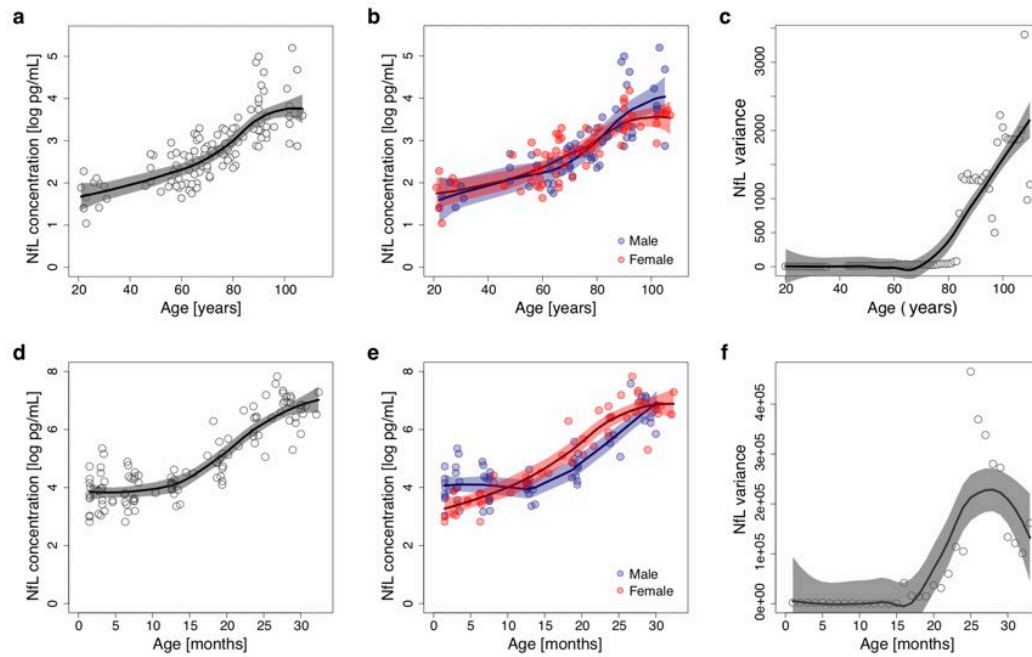 a
NfL concentration [log pg/mL]
5
4
3
2
1
0
20 40 60 80 100
Age [years]
b
NfL concentration [log pg/mL]
5
4
3
2
1
0
Male
Female
20 40 60 80 100
Age [years]
c
NfL variance
3000
2000
1000
500
0
20 40 60 80 100
Age ( years)
d
NfL concentration [log pg/mL]
8
6
4
2
0
0 5 10 15 20 25 30
Age [months]
e
NfL concentration [log pg/mL]
8
6
4
2
0
Male
Female
0 5 10 15 20 25 30
Age [months]
f
NfL variance
4e+05
3e+05
2e+05
1e+05
0e+00
0 5 10 15 20 25 30
Age [months]